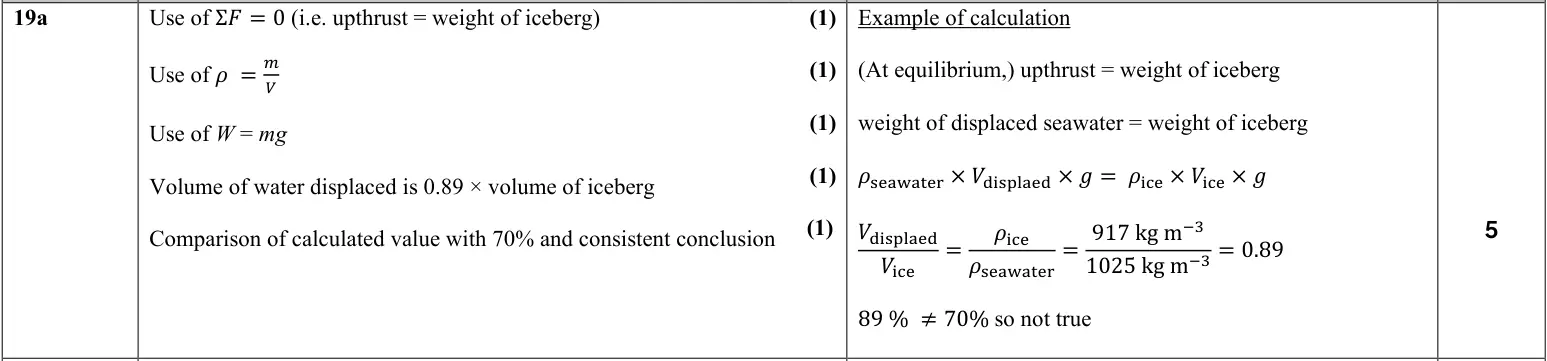 19a
Use of ΣF = 0 (i.e. upthrust = weight of iceberg) (1)
Use of ρ = m/V (1)
Use of W = mg (1)
Volume of water displaced is 0.89 × volume of iceberg (1)
Comparison of calculated value with 70% and consistent conclusion (1)
Example of calculation
(At equilibrium,) upthrust = weight of iceberg
weight of displaced seawater = weight of iceberg
ρseawater × Vdisplaed × g = ρice × Vice × g
Vdisplaed/Vice = ρice/ρseawater = 917 kg m⁻³/1025 kg m⁻³ = 0.89
89 % ≠ 70% so not true
5